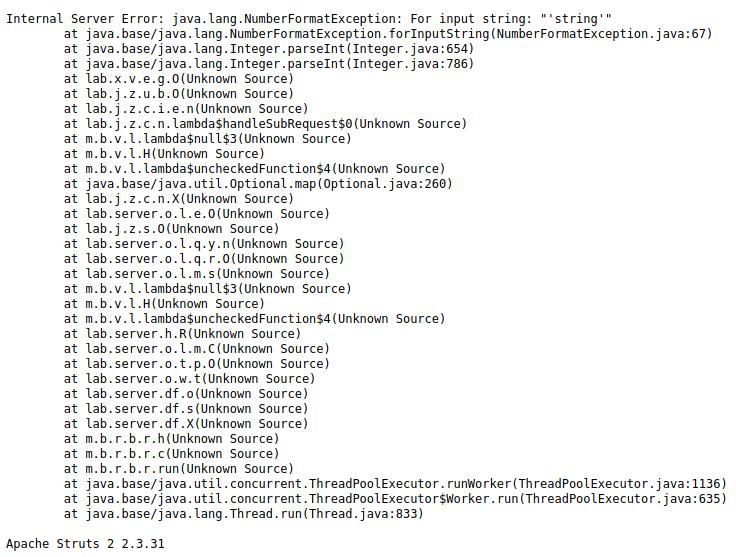 Internal Server Error: java.lang.NumberFormatException: For input string: "'string'"
at java.base/java.lang.NumberFormatException.forInputString(NumberFormatException.java:67)
at java.base/java.lang.Integer.parseInt(Integer.java:654)
at java.base/java.lang.Integer.parseInt(Integer.java:786)
at lab.x.v.e.g.O(Unknown Source)
at lab.j.z.u.b.O(Unknown Source)
at lab.j.z.c.i.e.n(Unknown Source)
at lab.j.z.c.n.lambda$handleSubRequest$0(Unknown Source)
at m.b.v.l.lambda$null$3(Unknown Source)
at m.b.v.l.H(Unknown Source)
at m.b.v.l.lambda$uncheckedFunction$4(Unknown Source)
at java.base/java.util.Optional.map(Optional.java:260)
at lab.j.z.c.n.X(Unknown Source)
at lab.server.o.l.e.O(Unknown Source)
at lab.j.z.s.O(Unknown Source)
at lab.server.o.l.q.y.n(Unknown Source)
at lab.server.o.l.q.r.O(Unknown Source)
at lab.server.o.l.m.s(Unknown Source)
at m.b.v.l.lambda$null$3(Unknown Source)
at m.b.v.l.H(Unknown Source)
at m.b.v.l.lambda$uncheckedFunction$4(Unknown Source)
at lab.server.h.R(Unknown Source)
at lab.server.o.l.m.C(Unknown Source)
at lab.server.o.t.p.O(Unknown Source)
at lab.server.o.w.t(Unknown Source)
at lab.server.df.o(Unknown Source)
at lab.server.df.s(Unknown Source)
at lab.server.df.X(Unknown Source)
at m.b.r.b.r.h(Unknown Source)
at m.b.r.b.r.c(Unknown Source)
at m.b.r.b.r.run(Unknown Source)
at java.base/java.util.concurrent.ThreadPoolExecutor.runWorker(ThreadPoolExecutor.java:1136)
at java.base/java.util.concurrent.ThreadPoolExecutor$Worker.run(ThreadPoolExecutor.java:635)
at java.base/java.lang.Thread.run(Thread.java:833)
Apache Struts 2 2.3.31